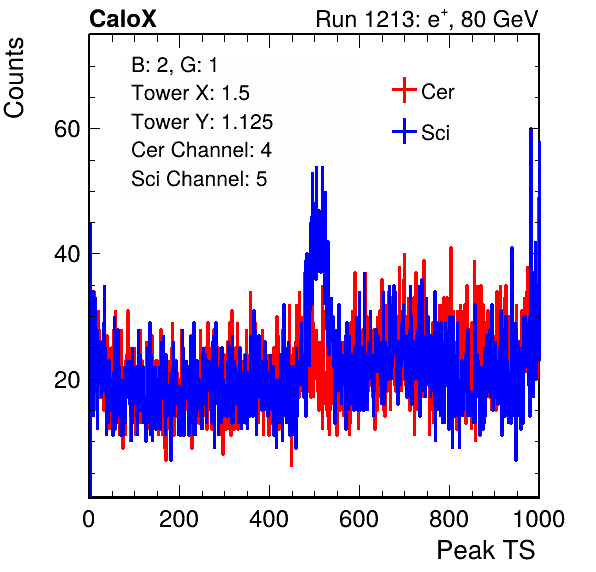 CaloX Run 1213: e⁺, 80 GeV
Counts
B: 2, G: 1
Tower X: 1.5
Tower Y: 1.125
Cer Channel: 4
Sci Channel: 5
Cer
Sci
60
40
20
0 200 400 600 800 1000
Peak TS